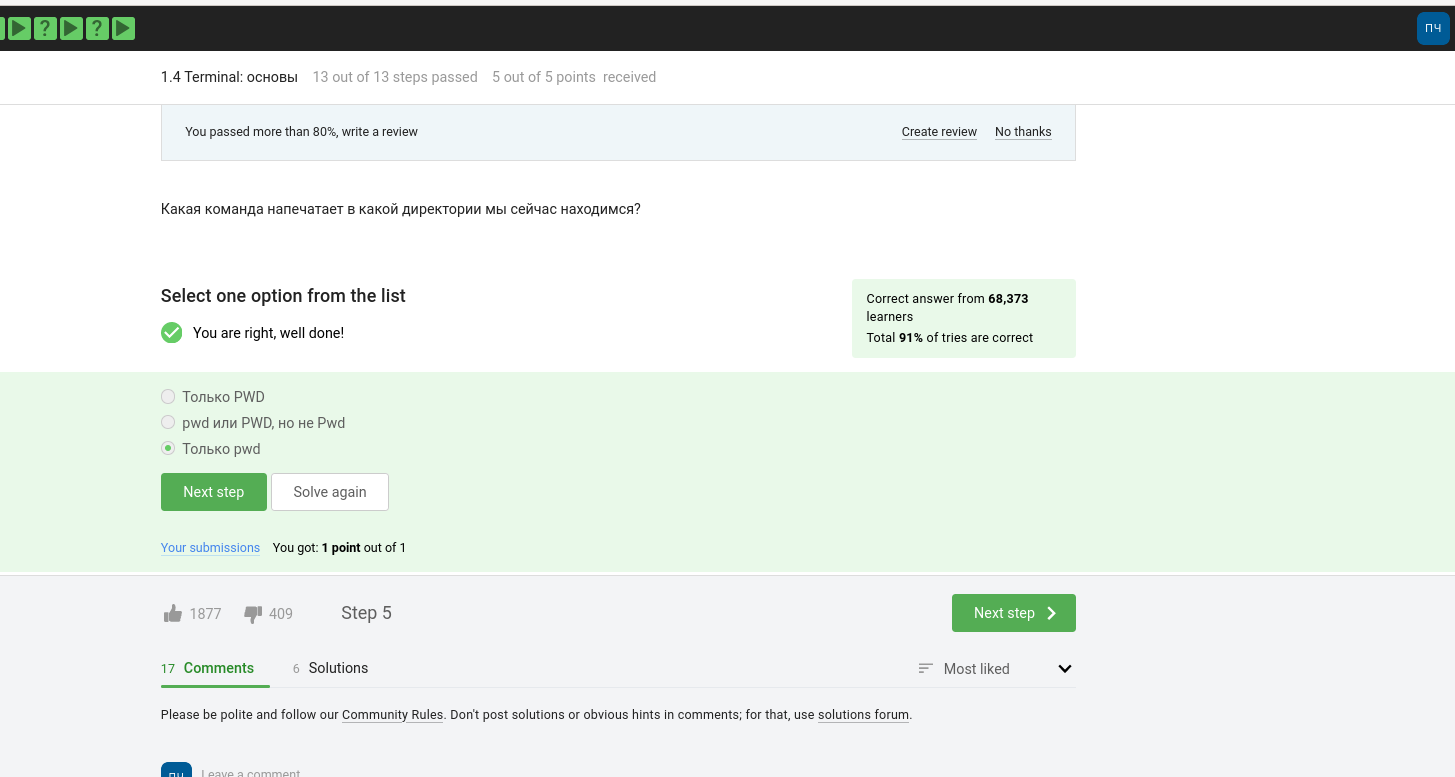 ? ?
ПЧ
1.4 Terminal: основы 13 out of 13 steps passed 5 out of 5 points received
You passed more than 80%, write a review Create review No thanks
Какая команда напечатает в какой директории мы сейчас находимся?
Select one option from the list
You are right, well done!
Correct answer from 68,373
learners
Total 91% of tries are correct
Только PWD
pwd или PWD, но не Pwd
Только pwd
Next step Solve again
Your submissions You got: 1 point out of 1
1877 409 Step 5 Next step
17 Comments 6 Solutions Most liked
Please be polite and follow our Community Rules. Don't post solutions or obvious hints in comments; for that, use solutions forum.
ПЧ Leave a comment